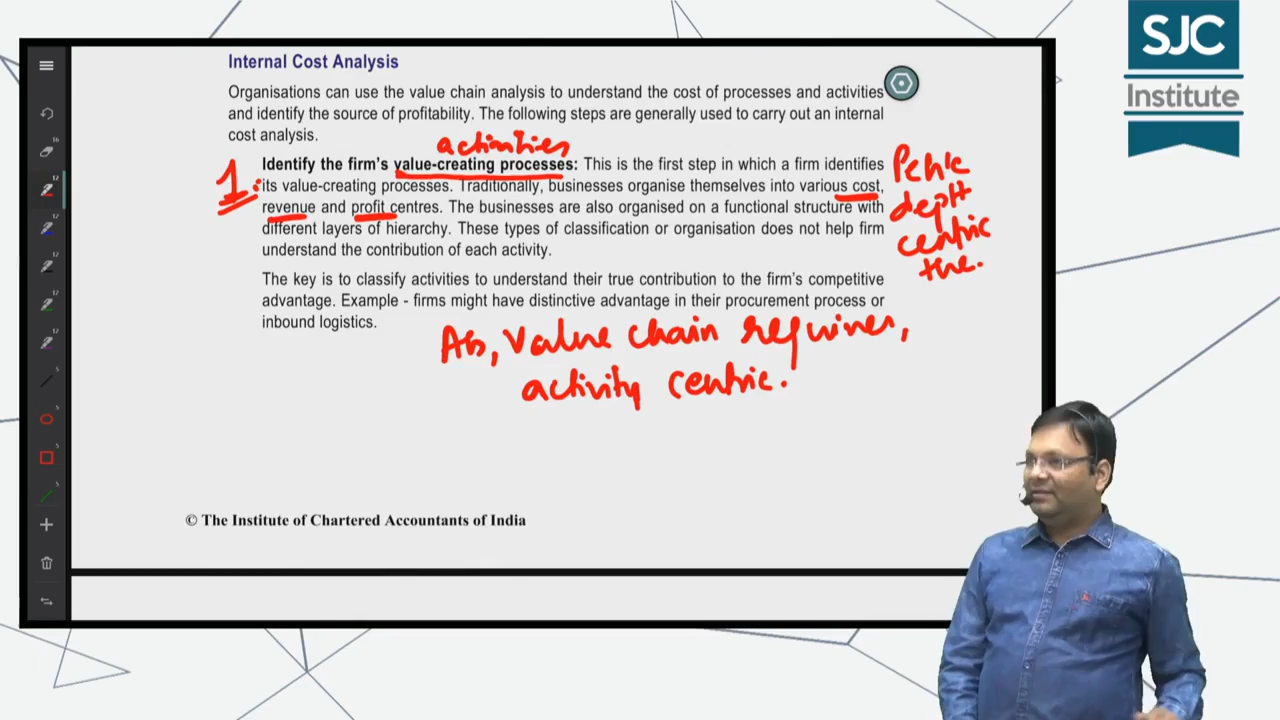 SJC
Institute
Internal Cost Analysis
Organisations can use the value chain analysis to understand the cost of processes and activities
and identify the source of profitability. The following steps are generally used to carry out an internal
cost analysis.
activities
1. Identify the firm's value-creating processes: This is the first step in which a firm identifies
its value-creating processes. Traditionally, businesses organise themselves into various cost,
revenue and profit centres. The businesses are also organised on a functional structure with
different layers of hierarchy. These types of classification or organisation does not help firm
understand the contribution of each activity.
Pehle
deptt
centric
the.
The key is to classify activities to understand their true contribution to the firm's competitive
advantage. Example - firms might have distinctive advantage in their procurement process or
inbound logistics.
Ab, Value chain requires,
activity centric.
© The Institute of Chartered Accountants of India